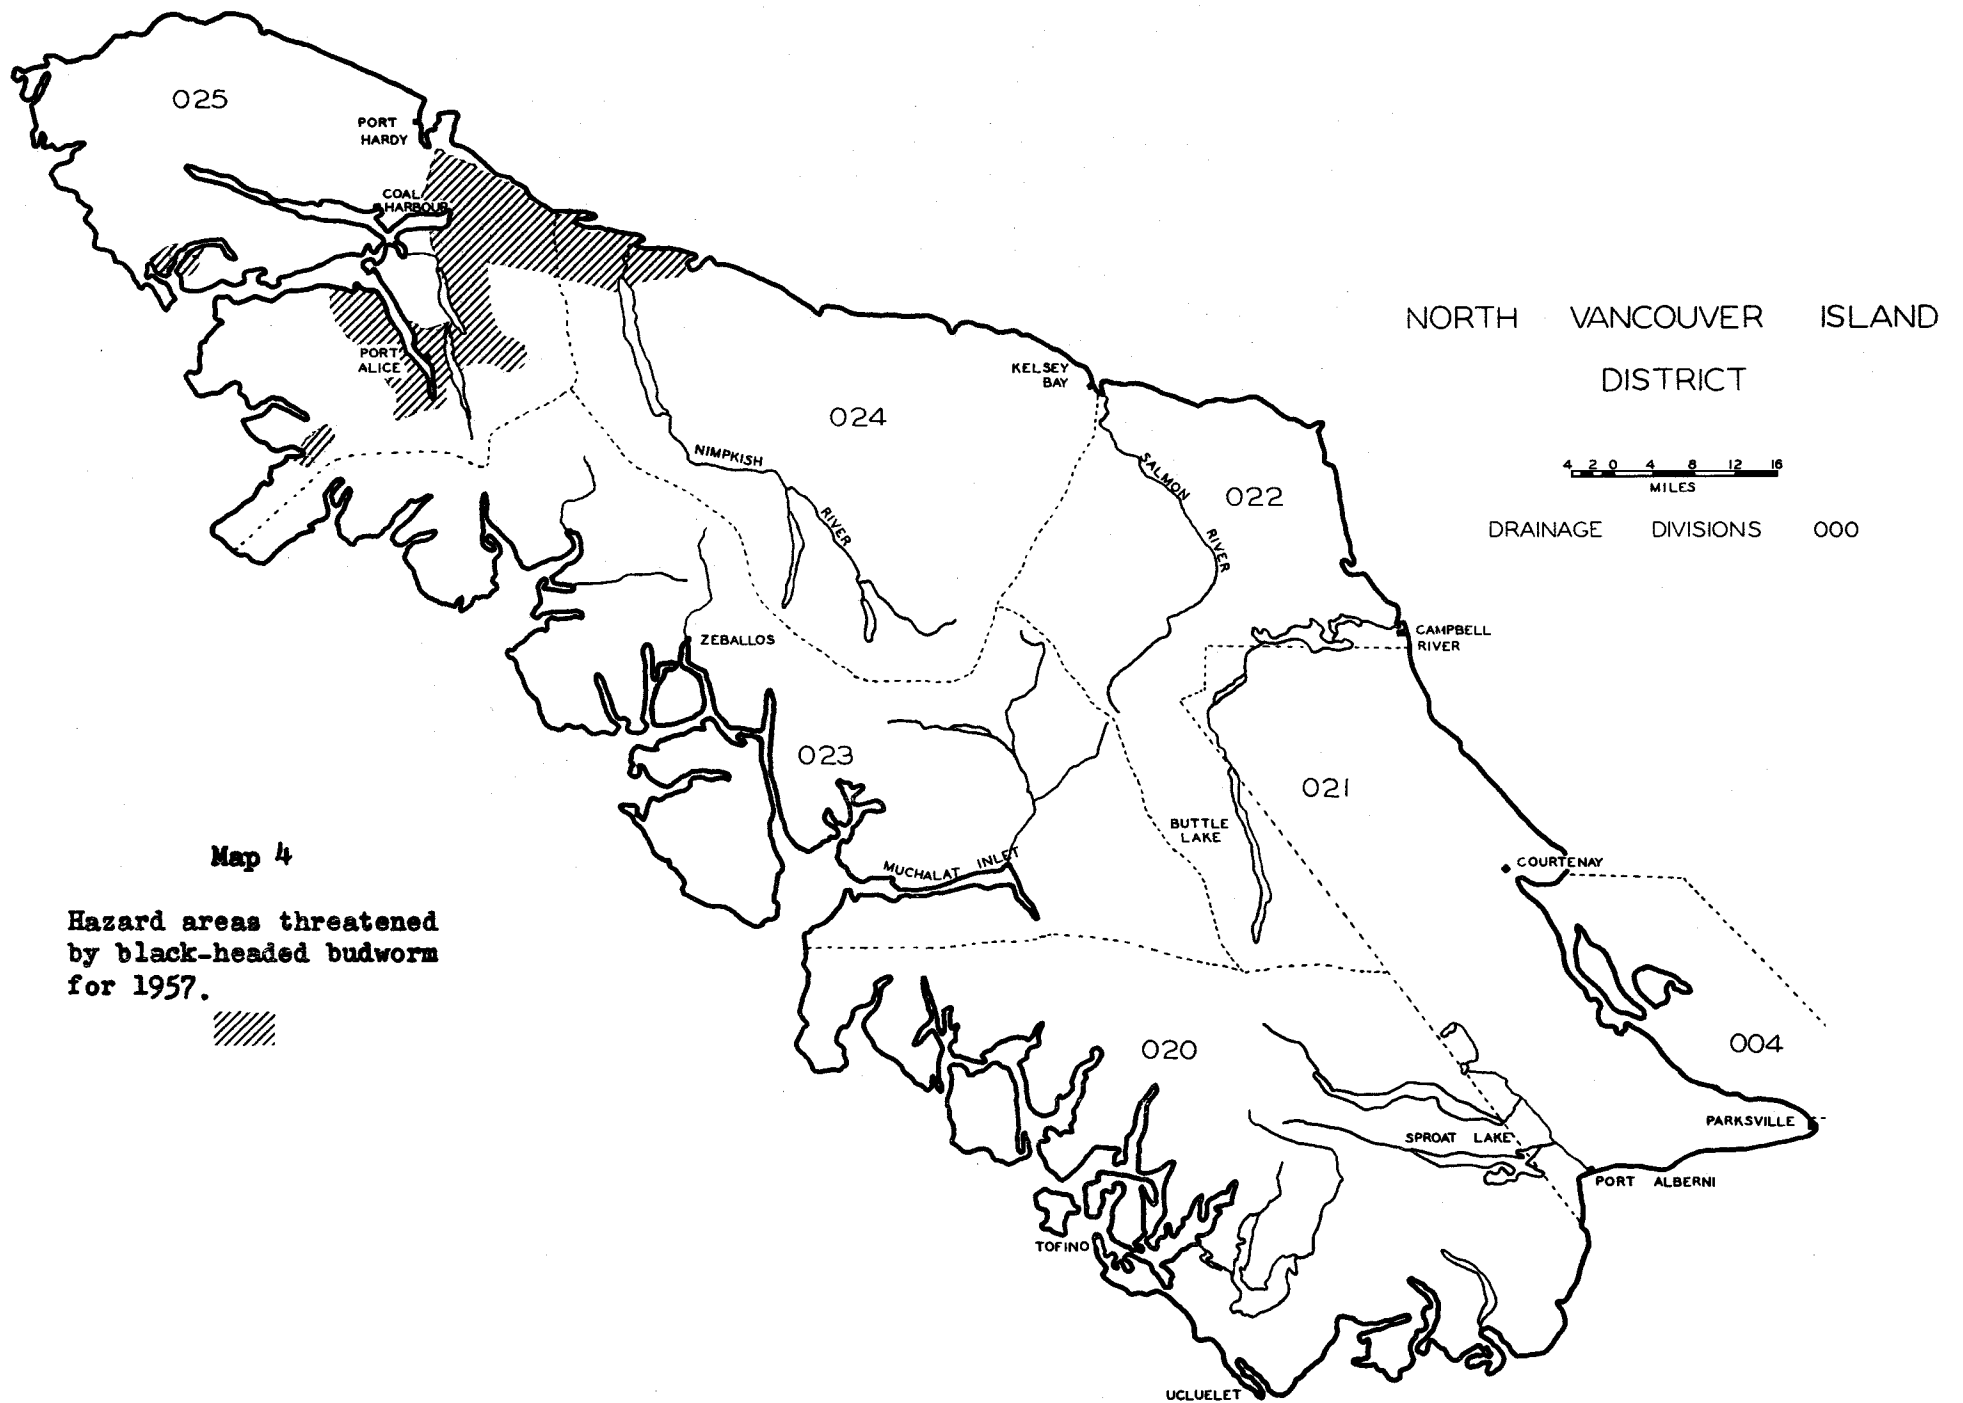 025
PORT
HARDY
COAL
HARBOUR
PORT
ALICE
KELSEY
BAY
024
NIMPKISH
RIVER
SALMON
RIVER
022
NORTH VANCOUVER ISLAND
DISTRICT
4 2 0 4 8 12 16
MILES
DRAINAGE DIVISIONS 000
ZEBALLOS
CAMPBELL
RIVER
023
021
BUTTLE
LAKE
MUCHALAT INLET
COURTENAY
Map 4
Hazard areas threatened
by black-headed budworm
for 1957.
020
004
PARKSVILLE
SPROAT LAKE
PORT ALBERNI
TOFINO
UCLUELET